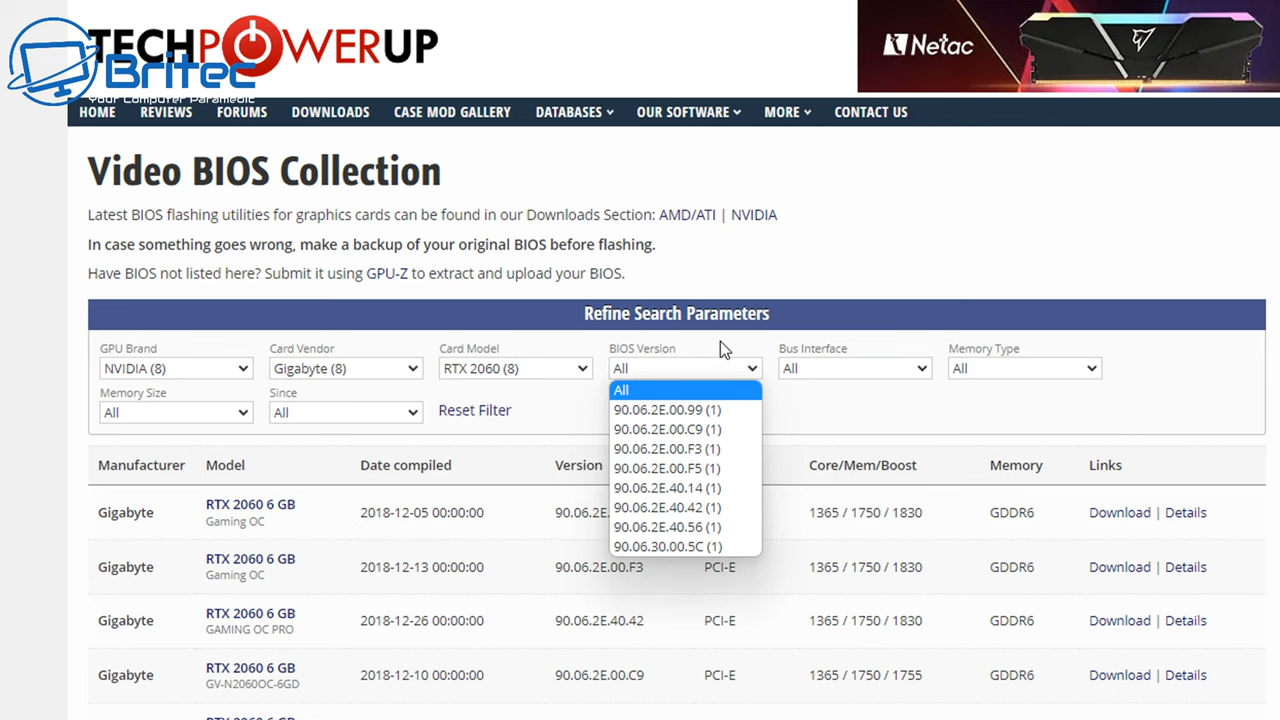 TECHPOWERUP
Britec
Your Computer Paramedic
Netac
HOME REVIEWS FORUMS DOWNLOADS CASE MOD GALLERY DATABASES OUR SOFTWARE MORE CONTACT US
Video BIOS Collection
Latest BIOS flashing utilities for graphics cards can be found in our Downloads Section: AMD/ATI | NVIDIA
In case something goes wrong, make a backup of your original BIOS before flashing.
Have BIOS not listed here? Submit it using GPU-Z to extract and upload your BIOS.
Refine Search Parameters
GPU Brand Card Vendor Card Model BIOS Version Bus Interface Memory Type
NVIDIA (8) Gigabyte (8) RTX 2060 (8) All All All
Memory Size Since
All All Reset Filter
All
90.06.2E.00.99 (1)
90.06.2E.00.C9 (1)
90.06.2E.00.F3 (1)
90.06.2E.00.F5 (1)
90.06.2E.40.14 (1)
90.06.2E.40.42 (1)
90.06.2E.40.56 (1)
90.06.30.00.5C (1)
Manufacturer Model Date compiled Version Core/Mem/Boost Memory Links
Gigabyte RTX 2060 6 GB 2018-12-05 00:00:00 90.06.2E. 1365 / 1750 / 1830 GDDR6 Download | Details
Gaming OC
Gigabyte RTX 2060 6 GB 2018-12-13 00:00:00 90.06.2E.00.F3 PCI-E 1365 / 1750 / 1830 GDDR6 Download | Details
Gaming OC
Gigabyte RTX 2060 6 GB 2018-12-26 00:00:00 90.06.2E.40.42 PCI-E 1365 / 1750 / 1830 GDDR6 Download | Details
GAMING OC PRO
Gigabyte RTX 2060 6 GB 2018-12-10 00:00:00 90.06.2E.00.C9 PCI-E 1365 / 1750 / 1755 GDDR6 Download | Details
GV-N2060OC-6GD